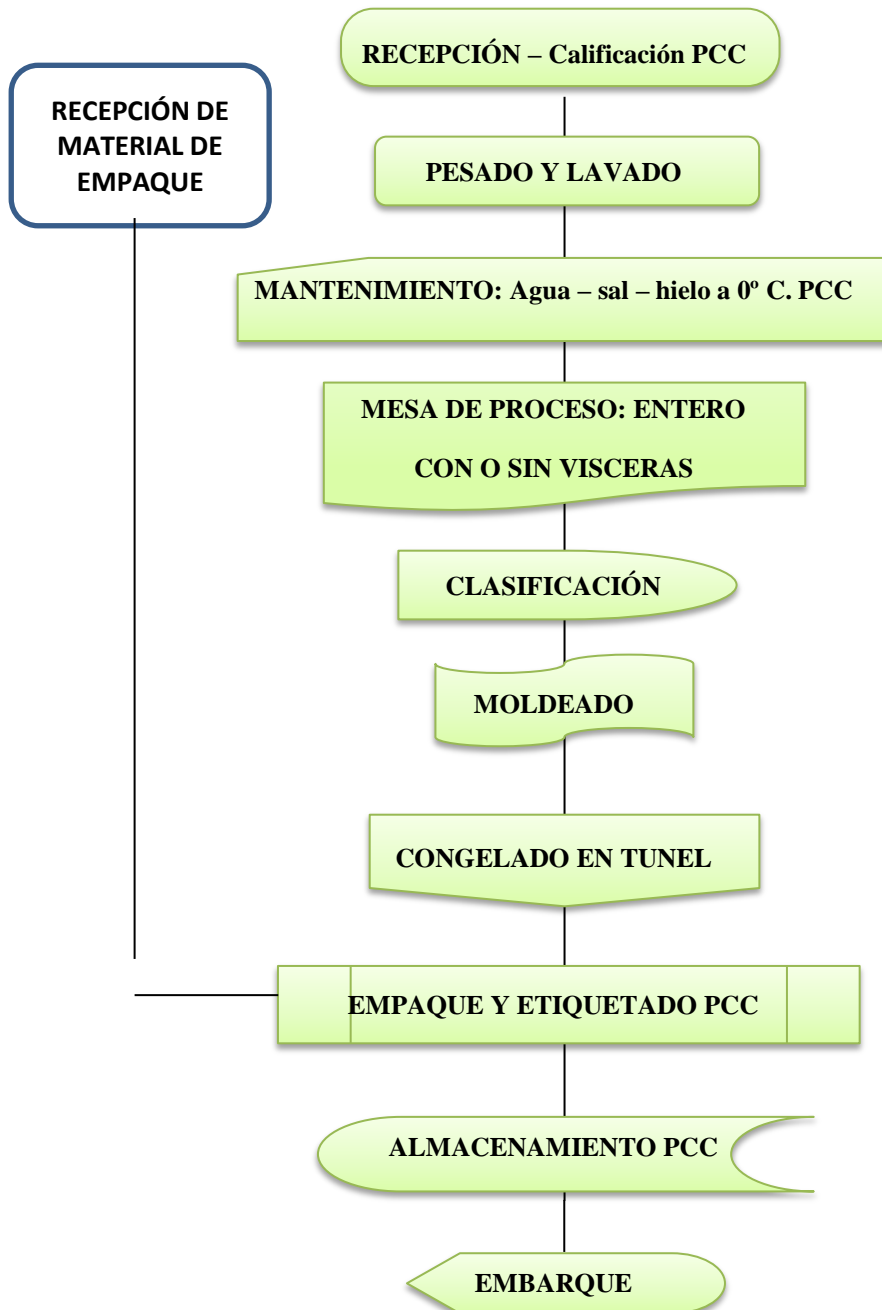 RECEPCIÓN – Calificación PCC
RECEPCIÓN DE
MATERIAL DE
EMPAQUE
PESADO Y LAVADO
MANTENIMIENTO: Agua – sal – hielo a 0º C. PCC
MESA DE PROCESO: ENTERO
CON O SIN VISCERAS
CLASIFICACIÓN
MOLDEADO
CONGELADO EN TUNEL
EMPAQUE Y ETIQUETADO PCC
ALMACENAMIENTO PCC
EMBARQUE